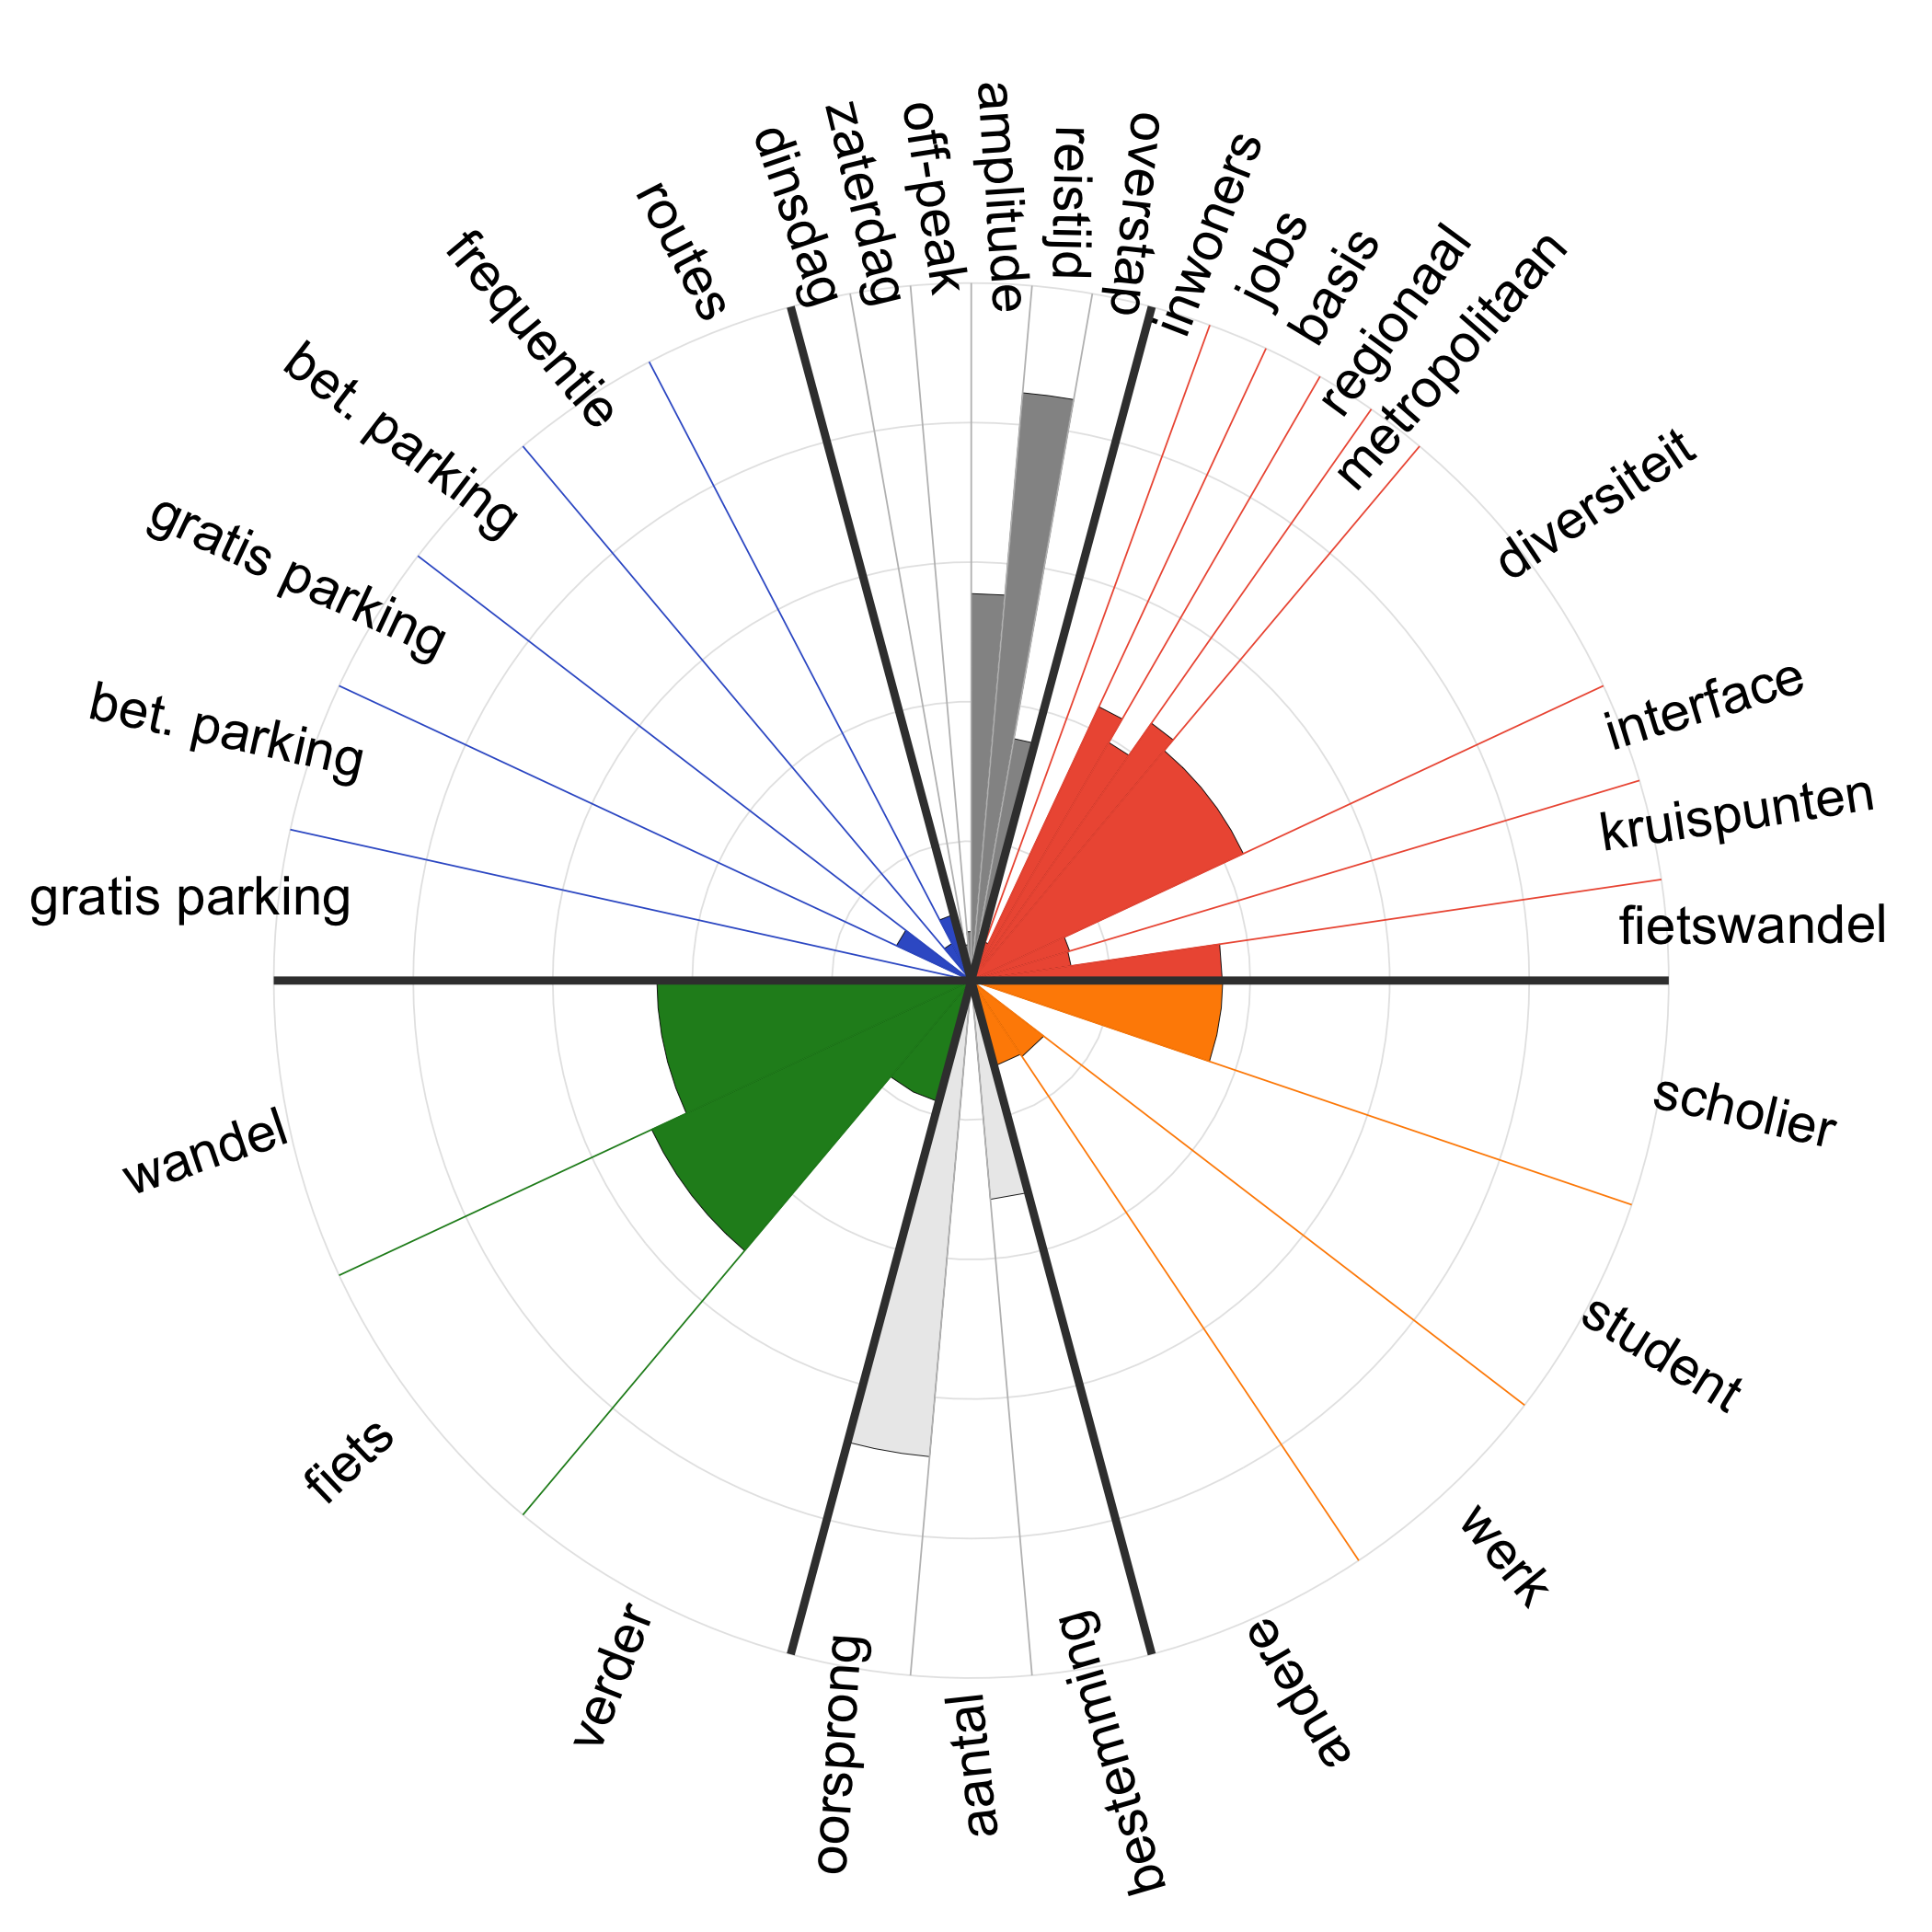 dinsdag
zaterdag
off-peak
amplitude
reistijd
overstap
inwoners
jobs
basis
regionaal
metropolitaan
diversiteit
interface
kruispunten
fietswandel
scholier
student
werk
andere
bestemming
aantal
oorsprong
verder
fiets
wandel
gratis parking
bet. parking
gratis parking
bet. parking
frequentie
routes